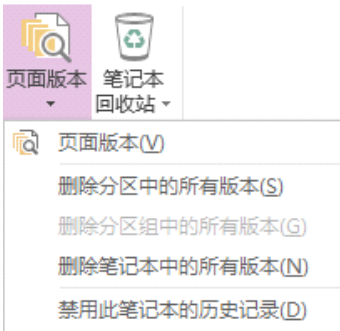 页面版本 笔记本
回收站
页面版本(V)
删除分区中的所有版本(S)
删除分区组中的所有版本(G)
删除笔记本中的所有版本(N)
禁用此笔记本的历史记录(D)